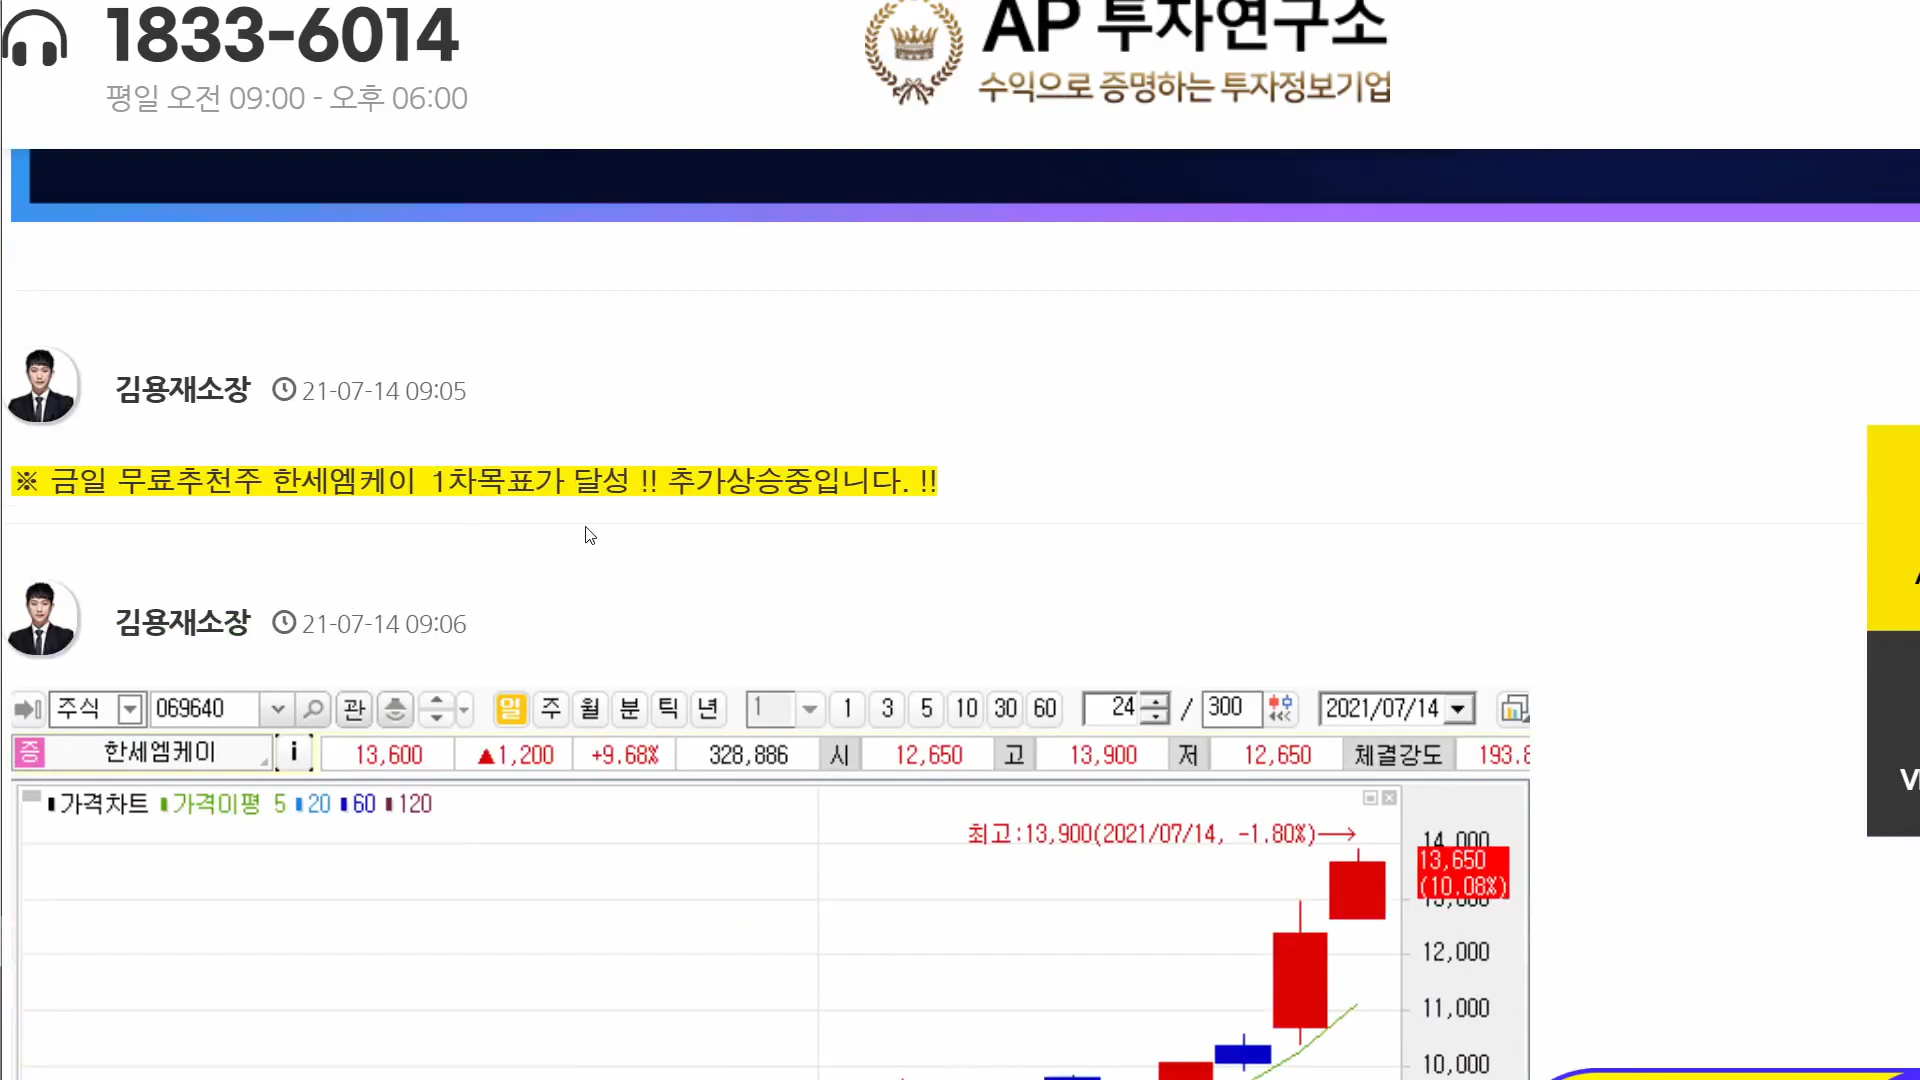 1833-6014
평일 오전 09:00 - 오후 06:00
AP 투자연구소
수익으로 증명하는 투자정보기업
김용재소장 21-07-14 09:05
※ 금일 무료추천주 한세엠케이 1차목표가 달성 !! 추가상승중입니다. !!
김용재소장 21-07-14 09:06
주식 069640 관 일 주 월 분 틱 년 1 1 3 5 10 30 60 24 / 300 2021/07/14
증 한세엠케이 i 13,600 ▲1,200 +9.68% 328,886 시 12,650 고 13,900 저 12,650 체결강도 193.8
가격차트 가격이평 5 20 60 120
최고:13,900(2021/07/14, -1.80%)→
14,000
13,650
(10.08%)
13,000
12,000
11,000
10,000